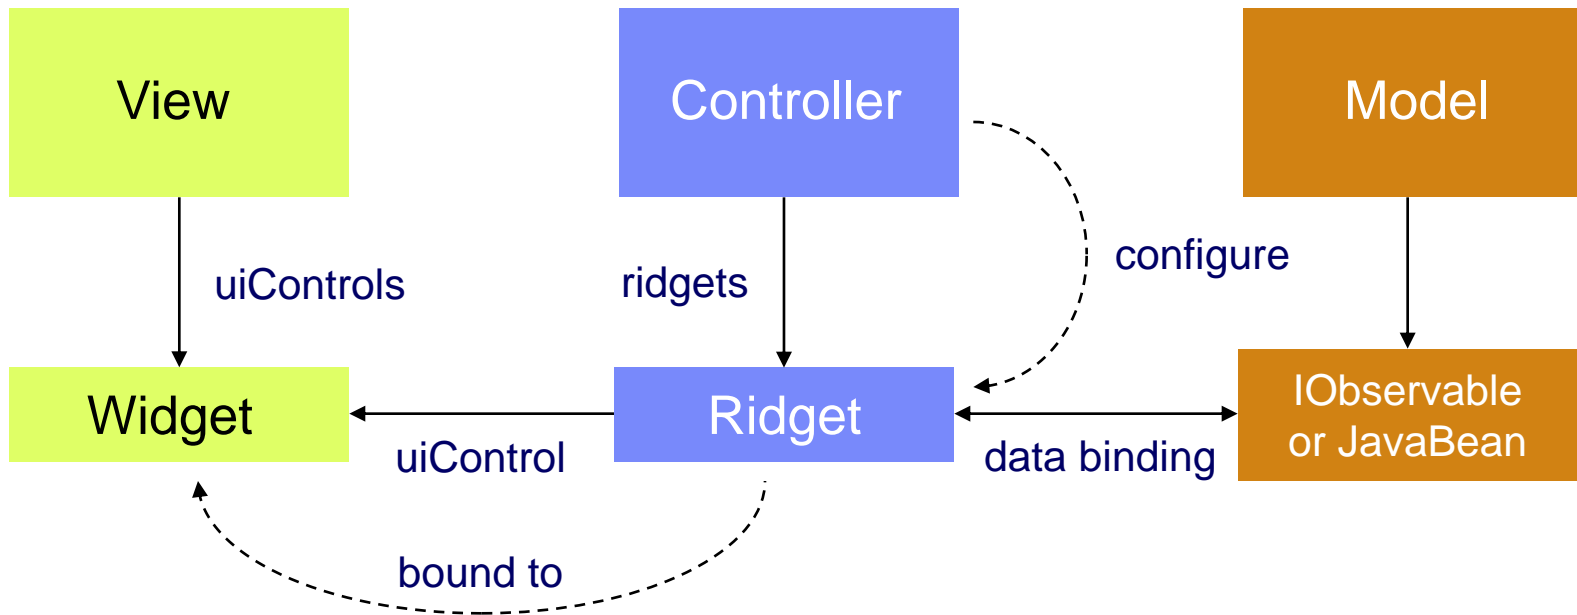 View
Controller
Model
uiControls
ridgets
configure
Widget
uiControl
Ridget
data binding
IObservable
or JavaBean
bound to